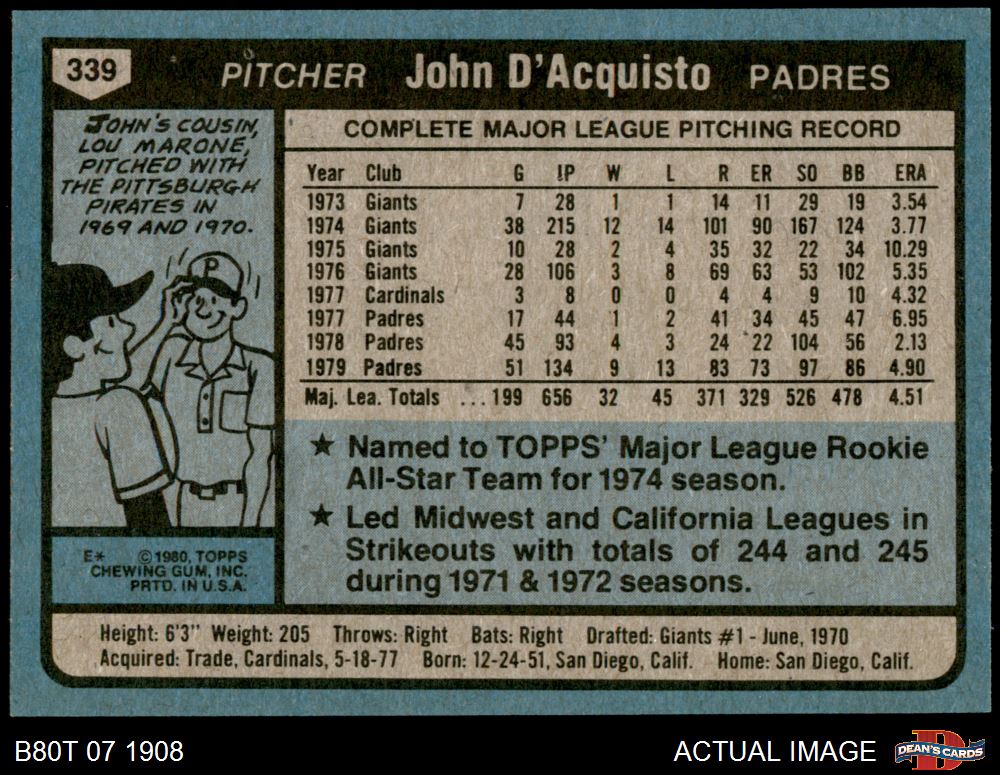 339 PITCHER John D'Acquisto PADRES
JOHN'S COUSIN,
LOU MARONE,
PITCHED WITH
THE PITTSBURGH
PIRATES IN
1969 AND 1970.
P
E* ©1980, TOPPS
CHEWING GUM, INC.
PRTD. IN U.S.A.
COMPLETE MAJOR LEAGUE PITCHING RECORD
Year Club G IP W L R ER SO BB ERA
1973 Giants 7 28 1 1 14 11 29 19 3.54
1974 Giants 38 215 12 14 101 90 167 124 3.77
1975 Giants 10 28 2 4 35 32 22 34 10.29
1976 Giants 28 106 3 8 69 63 53 102 5.35
1977 Cardinals 3 8 0 0 4 4 9 10 4.32
1977 Padres 17 44 1 2 41 34 45 47 6.95
1978 Padres 45 93 4 3 24 22 104 56 2.13
1979 Padres 51 134 9 13 83 73 97 86 4.90
Maj. Lea. Totals ... 199 656 32 45 371 329 526 478 4.51
★ Named to TOPPS' Major League Rookie
All-Star Team for 1974 season.
★ Led Midwest and California Leagues in
Strikeouts with totals of 244 and 245
during 1971 & 1972 seasons.
Height: 6'3" Weight: 205 Throws: Right Bats: Right Drafted: Giants #1 - June, 1970
Acquired: Trade, Cardinals, 5-18-77 Born: 12-24-51, San Diego, Calif. Home: San Diego, Calif.
B80T 07 1908 ACTUAL IMAGE D DEAN'S CARDS